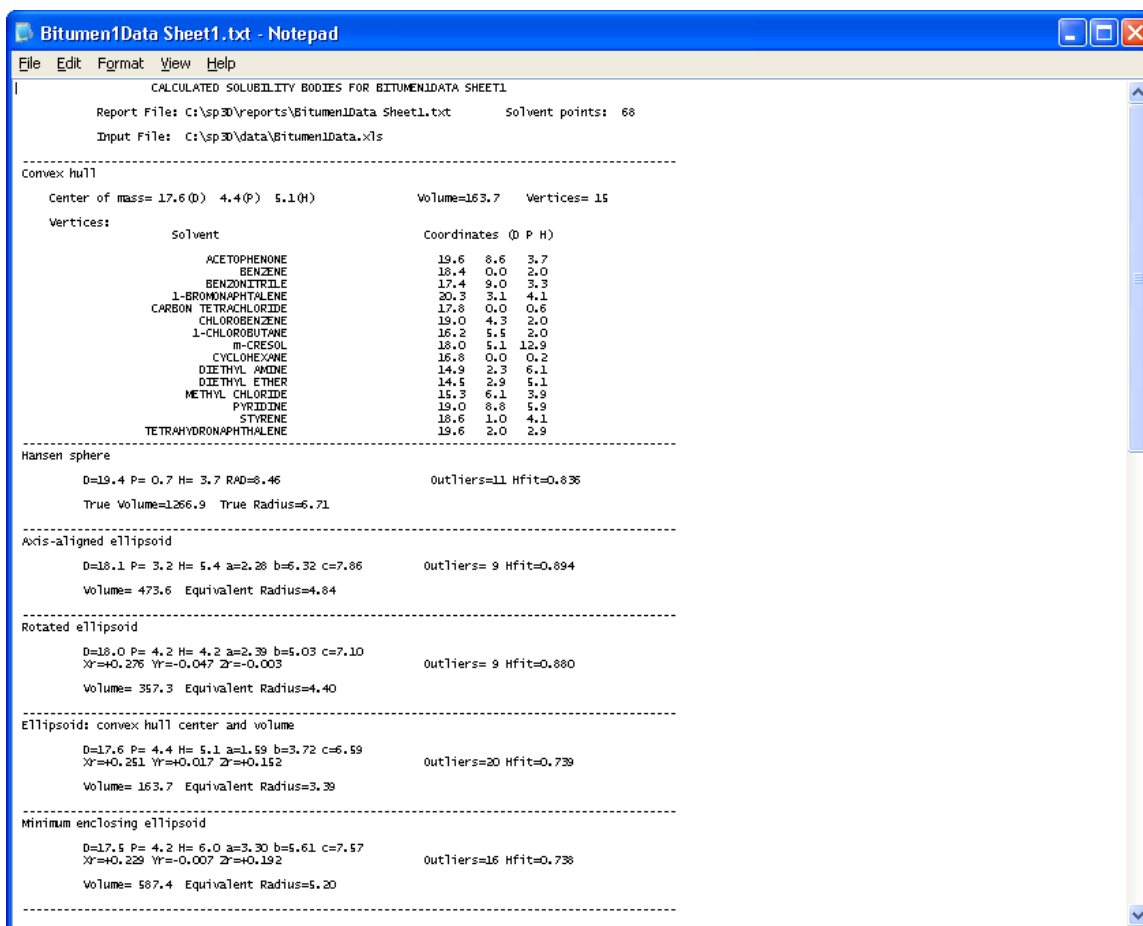 Bitumen1Data Sheet1.txt - Notepad
File Edit Format View Help
CALCULATED SOLUBILITY BODIES FOR BITUMEN1DATA SHEET1
Report File: C:\sp3D\reports\Bitumen1Data Sheet1.txt Solvent points: 68
Input File: C:\sp3D\data\Bitumen1Data.xls
--------------------------------------------------------------------------------
Convex hull
Center of mass= 17.6(D) 4.4(P) 5.1(H) Volume=163.7 Vertices= 15
Vertices:
Solvent Coordinates (D P H)
ACETOPHENONE 19.6 8.6 3.7
BENZENE 18.4 0.0 2.0
BENZONITRILE 17.4 9.0 3.3
1-BROMONAPHTALENE 20.3 3.1 4.1
CARBON TETRACHLORIDE 17.8 0.0 0.6
CHLOROBENZENE 19.0 4.3 2.0
1-CHLOROBUTANE 16.2 5.5 2.0
m-CRESOL 18.0 5.1 12.9
CYCLOHEXANE 16.8 0.0 0.2
DIETHYL AMINE 14.9 2.3 6.1
DIETHYL ETHER 14.5 2.9 5.1
METHYL CHLORIDE 15.3 6.1 3.9
PYRIDINE 19.0 8.8 5.9
STYRENE 18.6 1.0 4.1
TETRAHYDRONAPHTHALENE 19.6 2.0 2.9
--------------------------------------------------------------------------------
Hansen sphere
D=19.4 P= 0.7 H= 3.7 RAD=8.46 Outliers=11 Hfit=0.836
True Volume=1266.9 True Radius=6.71
--------------------------------------------------------------------------------
Axis-aligned ellipsoid
D=18.1 P= 3.2 H= 5.4 a=2.28 b=6.32 c=7.86 Outliers= 9 Hfit=0.894
Volume= 473.6 Equivalent Radius=4.84
--------------------------------------------------------------------------------
Rotated ellipsoid
D=18.0 P= 4.2 H= 4.2 a=2.39 b=5.03 c=7.10
Xr=+0.276 Yr=-0.047 Zr=-0.003 Outliers= 9 Hfit=0.880
Volume= 357.3 Equivalent Radius=4.40
--------------------------------------------------------------------------------
Ellipsoid: convex hull center and volume
D=17.6 P= 4.4 H= 5.1 a=1.59 b=3.72 c=6.59
Xr=+0.251 Yr=+0.017 Zr=+0.152 Outliers=20 Hfit=0.739
Volume= 163.7 Equivalent Radius=3.39
--------------------------------------------------------------------------------
Minimum enclosing ellipsoid
D=17.5 P= 4.2 H= 6.0 a=3.30 b=5.61 c=7.57
Xr=+0.229 Yr=-0.007 Zr=+0.192 Outliers=16 Hfit=0.738
Volume= 587.4 Equivalent Radius=5.20
--------------------------------------------------------------------------------